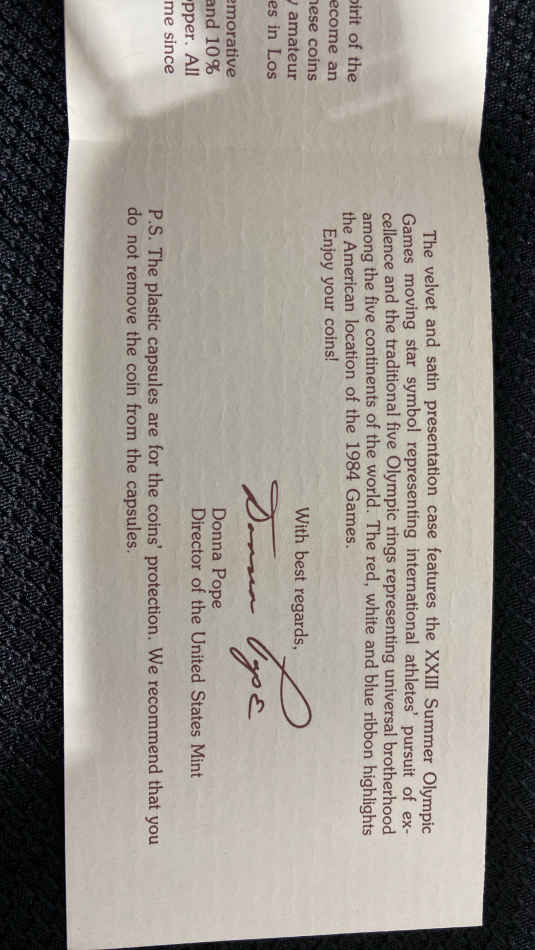 pirit of the
ecome an
hese coins
y amateur
es in Los
emorative
and 10%
pper. All
me since
The velvet and satin presentation case features the XXIII Summer Olympic
Games moving star symbol representing international athletes' pursuit of ex-
cellence and the traditional five Olympic rings representing universal brotherhood
among the five continents of the world. The red, white and blue ribbon highlights
the American location of the 1984 Games.
Enjoy your coins!
With best regards,
Donna Pope
Donna Pope
Director of the United States Mint
P.S. The plastic capsules are for the coins' protection. We recommend that you
do not remove the coin from the capsules.